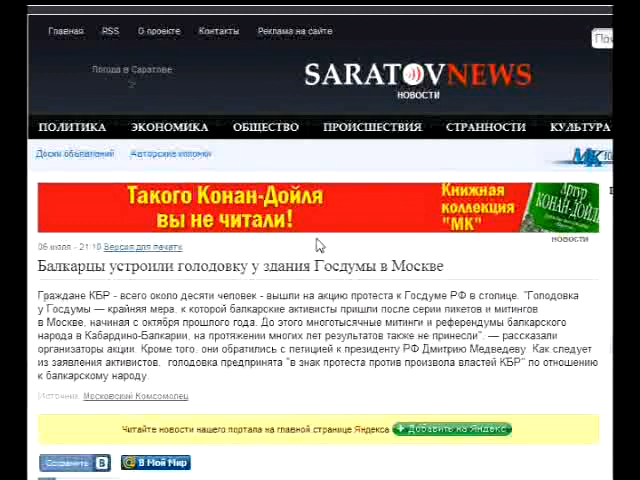 Главная RSS О проекте Контакты Реклама на сайте
Погода в Саратове
SARATOVNEWS
НОВОСТИ
ПОЛИТИКА ЭКОНОМИКА ОБЩЕСТВО ПРОИСШЕСТВИЯ СТРАННОСТИ КУЛЬТУРА
Доски объявлений Авторские колонки
МК
Такого Конан-Дойля
вы не читали!
Книжная
коллекция
"МК"
Артур
КОНАН-ДОЙЛЬ
НОВОСТИ
06 июля - 21:10 Версия для печати
Балкарцы устроили голодовку у здания Госдумы в Москве
Граждане КБР - всего около десяти человек - вышли на акцию протеста к Госдуме РФ в столице. "Голодовка
у Госдумы — крайняя мера, к которой балкарские активисты пришли после серии пикетов и митингов
в Москве, начиная с октября прошлого года. До этого многотысячные митинги и референдумы балкарского
народа в Кабардино-Балкарии, на протяжении многих лет результатов также не принесли", — рассказали
организаторы акции. Кроме того, они обратились с петицией к президенту РФ Дмитрию Медведеву. Как следует
из заявления активистов, голодовка предпринята "в знак протеста против произвола властей КБР" по отношению
к балкарскому народу.
Источник: Московский Комсомолец
Читайте новости нашего портала на главной странице Яндекса Добавить на Яндекс
Сохранить В В Мой Мир